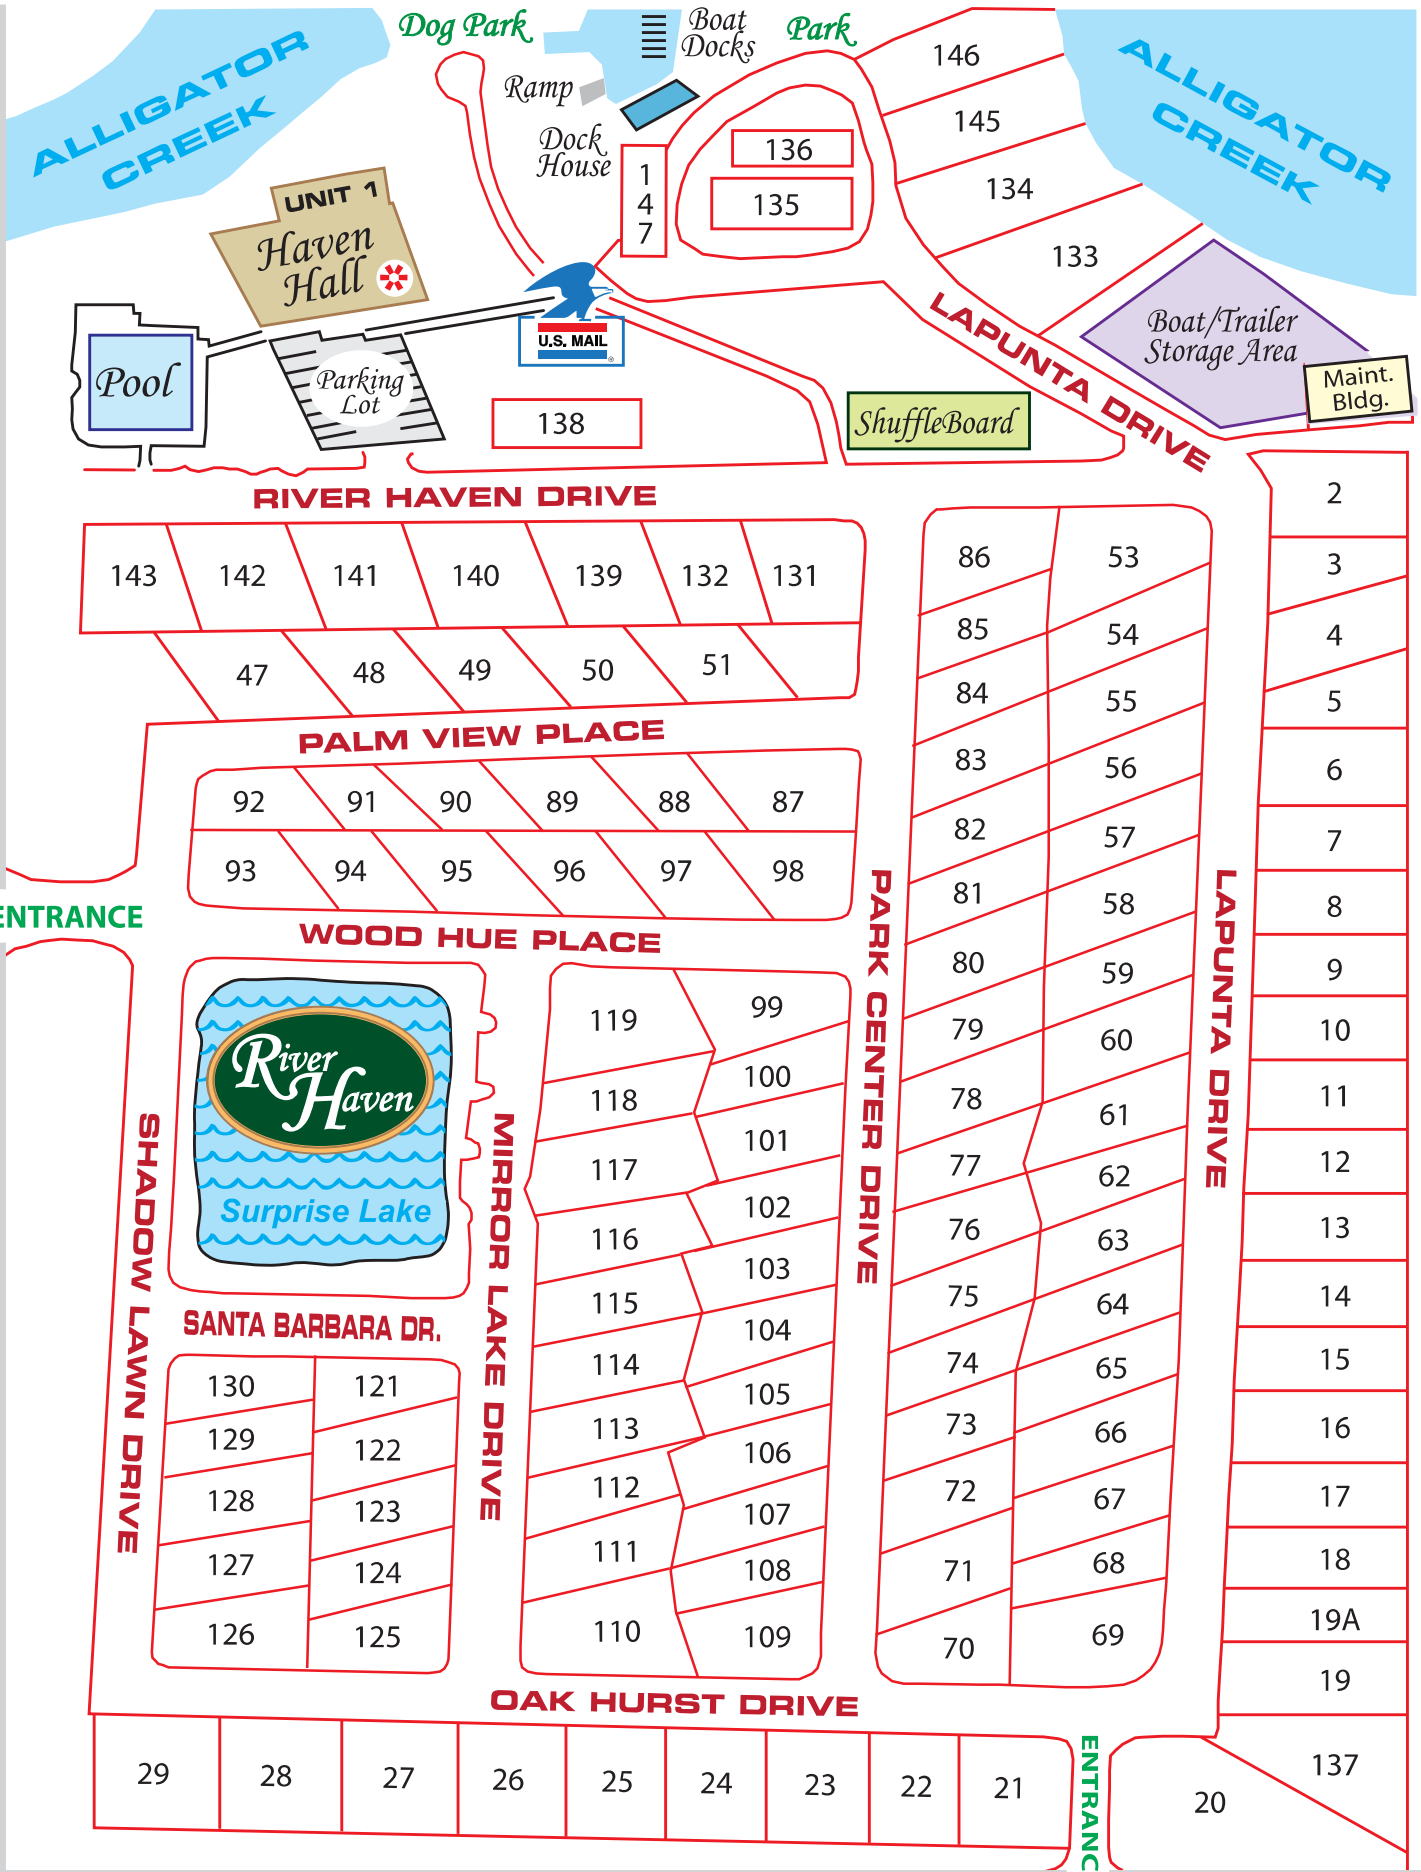 Dog Park
Boat
Docks
Park
ALLIGATOR
CREEK
ALLIGATOR
CREEK
Ramp
Dock
House
146
145
134
133
136
135
1
4
7
UNIT 1
Haven
Hall
U.S. MAIL
®
Pool
Parking
Lot
138
ShuffleBoard
LAPUNTA DRIVE
Boat/Trailer
Storage Area
Maint.
Bldg.
RIVER HAVEN DRIVE
143 142 141 140 139 132 131
47 48 49 50 51
PALM VIEW PLACE
92 91 90 89 88 87
93 94 95 96 97 98
ENTRANCE
WOOD HUE PLACE
River
Haven
Surprise Lake
SHADOW LAWN DRIVE
MIRROR LAKE DRIVE
SANTA BARBARA DR.
130
129
128
127
126
121
122
123
124
125
119
118
117
116
115
114
113
112
111
110
99
100
101
102
103
104
105
106
107
108
109
PARK CENTER DRIVE
86
85
84
83
82
81
80
79
78
77
76
75
74
73
72
71
70
53
54
55
56
57
58
59
60
61
62
63
64
65
66
67
68
69
LAPUNTA DRIVE
2
3
4
5
6
7
8
9
10
11
12
13
14
15
16
17
18
19A
19
137
20
OAK HURST DRIVE
29 28 27 26 25 24 23 22 21
ENTRANC